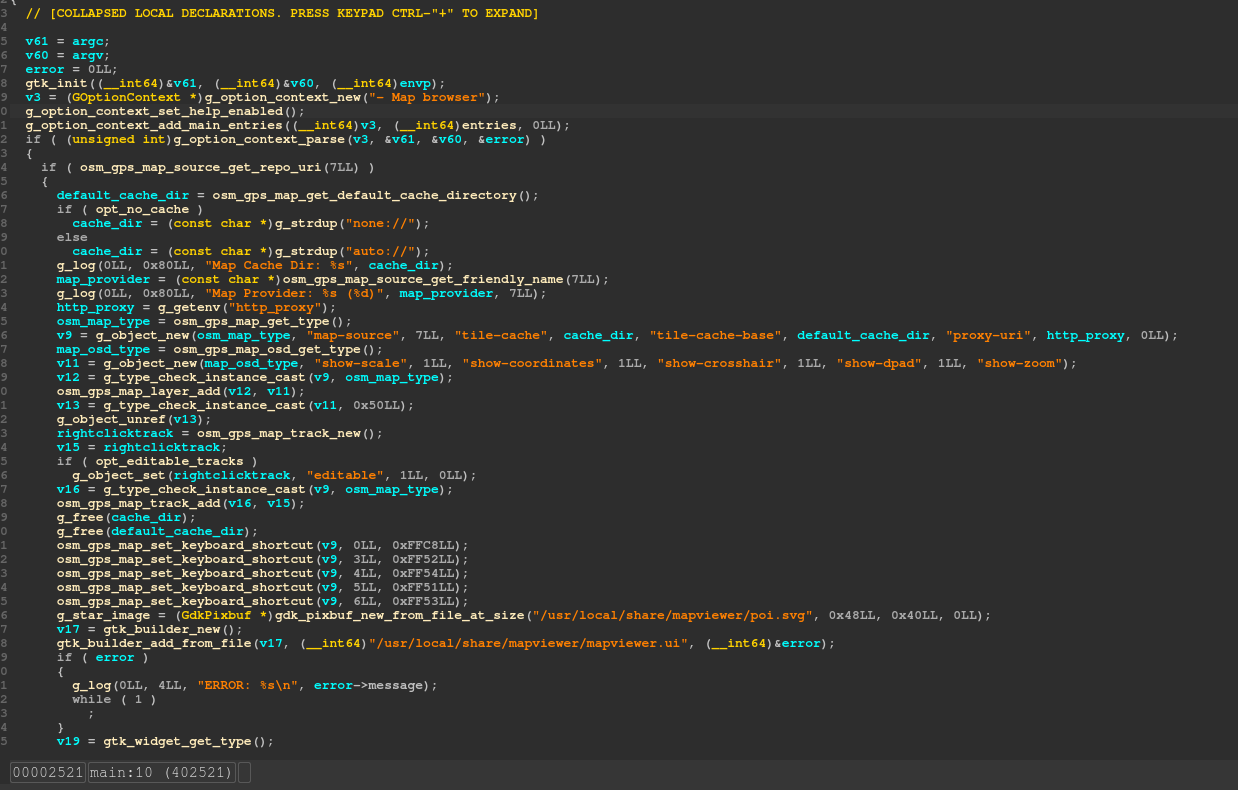 2 {
3 // [COLLAPSED LOCAL DECLARATIONS. PRESS KEYPAD CTRL-"+" TO EXPAND]
4
5 v61 = argc;
6 v60 = argv;
7 error = 0LL;
8 gtk_init((__int64)&v61, (__int64)&v60, (__int64)envp);
9 v3 = (GOptionContext *)g_option_context_new("- Map browser");
0 g_option_context_set_help_enabled();
1 g_option_context_add_main_entries((__int64)v3, (__int64)entries, 0LL);
2 if ( (unsigned int)g_option_context_parse(v3, &v61, &v60, &error) )
3 {
4 if ( osm_gps_map_source_get_repo_uri(7LL) )
5 {
6 default_cache_dir = osm_gps_map_get_default_cache_directory();
7 if ( opt_no_cache )
8 cache_dir = (const char *)g_strdup("none://");
9 else
0 cache_dir = (const char *)g_strdup("auto://");
1 g_log(0LL, 0x80LL, "Map Cache Dir: %s", cache_dir);
2 map_provider = (const char *)osm_gps_map_source_get_friendly_name(7LL);
3 g_log(0LL, 0x80LL, "Map Provider: %s (%d)", map_provider, 7LL);
4 http_proxy = g_getenv("http_proxy");
5 osm_map_type = osm_gps_map_get_type();
6 v9 = g_object_new(osm_map_type, "map-source", 7LL, "tile-cache", cache_dir, "tile-cache-base", default_cache_dir, "proxy-uri", http_proxy, 0LL);
7 map_osd_type = osm_gps_map_osd_get_type();
8 v11 = g_object_new(map_osd_type, "show-scale", 1LL, "show-coordinates", 1LL, "show-crosshair", 1LL, "show-dpad", 1LL, "show-zoom");
9 v12 = g_type_check_instance_cast(v9, osm_map_type);
0 osm_gps_map_layer_add(v12, v11);
1 v13 = g_type_check_instance_cast(v11, 0x50LL);
2 g_object_unref(v13);
3 rightclicktrack = osm_gps_map_track_new();
4 v15 = rightclicktrack;
5 if ( opt_editable_tracks )
6 g_object_set(rightclicktrack, "editable", 1LL, 0LL);
7 v16 = g_type_check_instance_cast(v9, osm_map_type);
8 osm_gps_map_track_add(v16, v15);
9 g_free(cache_dir);
0 g_free(default_cache_dir);
1 osm_gps_map_set_keyboard_shortcut(v9, 0LL, 0xFFC8LL);
2 osm_gps_map_set_keyboard_shortcut(v9, 3LL, 0xFF52LL);
3 osm_gps_map_set_keyboard_shortcut(v9, 4LL, 0xFF54LL);
4 osm_gps_map_set_keyboard_shortcut(v9, 5LL, 0xFF51LL);
5 osm_gps_map_set_keyboard_shortcut(v9, 6LL, 0xFF53LL);
6 g_star_image = (GdkPixbuf *)gdk_pixbuf_new_from_file_at_size("/usr/local/share/mapviewer/poi.svg", 0x48LL, 0x40LL, 0LL);
7 v17 = gtk_builder_new();
8 gtk_builder_add_from_file(v17, (__int64)"/usr/local/share/mapviewer/mapviewer.ui", (__int64)&error);
9 if ( error )
0 {
1 g_log(0LL, 4LL, "ERROR: %s\n", error->message);
2 while ( 1 )
3 ;
4 }
5 v19 = gtk_widget_get_type();
00002521 main:10 (402521)